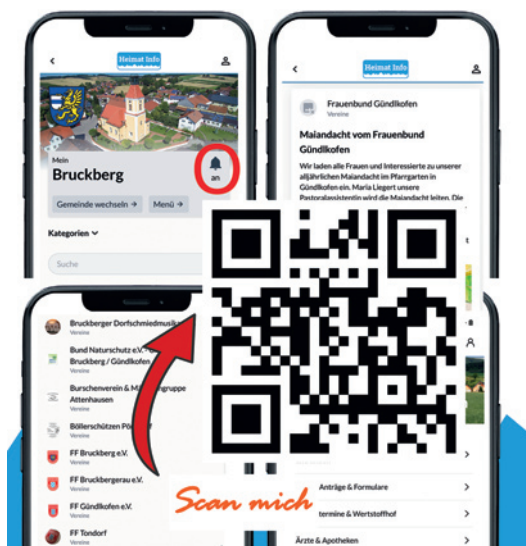 Heimat Info
Mein
Bruckberg
an
Gemeinde wechseln →
Menü →
Kategorien
Suche
Heimat Info
Frauenbund Gündlkofen
Vereine
Maiandacht vom Frauenbund
Gündlkofen
Wir laden alle Frauen und Interessierte zu unserer
alljährlichen Maiandacht im Pfarrgarten in
Gündlkofen ein. Maria Liegert unsere
Pastoralassistentin wird die Maiandacht leiten. Die
Bruckberger Dorfschmiedmusik
Vereine
Bund Naturschutz e.V. -
Bruckberg / Gündlkofen
Vereine
Burschenverein &
Attenhausen
Vereine
Böllerschützen
Vereine
FF Bruckberg e.V.
Vereine
FF Bruckbergerau e.V.
Vereine
FF Gündlkofen e.V.
Vereine
FF Tondorf
Vereine
Scan mich
Anträge & Formulare
termine & Wertstoffhof
Ärzte & Apotheken